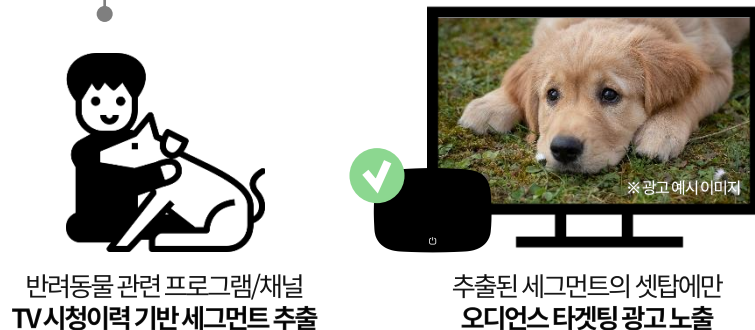 ※ 광고 예시 이미지
반려동물 관련 프로그램/채널
TV시청이력 기반 세그먼트 추출
추출된 세그먼트의 셋탑에만
오디언스 타겟팅 광고 노출